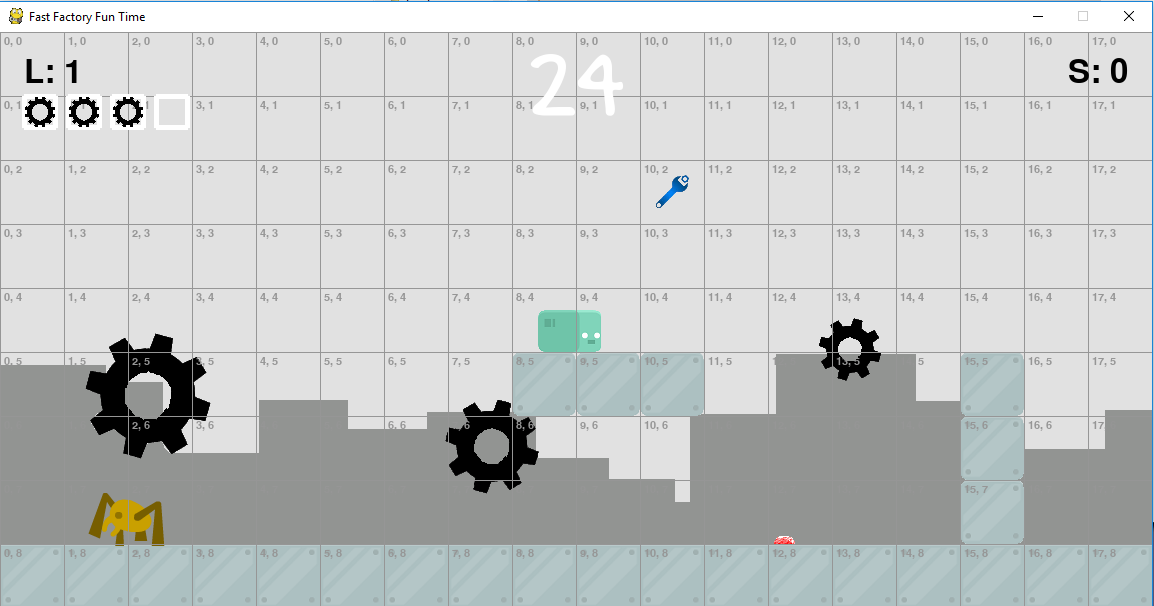 Fast Factory Fun Time
0, 0 1, 0 2, 0 3, 0 4, 0 5, 0 6, 0 7, 0 8, 0 9, 0 10, 0 11, 0 12, 0 13, 0 14, 0 15, 0 16, 0 17, 0
L: 1 24 S: 0
0, 1 3, 1 4, 1 5, 1 6, 1 7, 1 8, 1 9, 1 10, 1 11, 1 12, 1 13, 1 14, 1 15, 1 16, 1 17, 1
0, 2 1, 2 2, 2 3, 2 4, 2 5, 2 6, 2 7, 2 8, 2 9, 2 10, 2 11, 2 12, 2 13, 2 14, 2 15, 2 16, 2 17, 2
0, 3 1, 3 2, 3 3, 3 4, 3 5, 3 6, 3 7, 3 8, 3 9, 3 10, 3 11, 3 12, 3 13, 3 14, 3 15, 3 16, 3 17, 3
0, 4 1, 4 2, 4 3, 4 4, 4 5, 4 6, 4 7, 4 8, 4 9, 4 10, 4 11, 4 12, 4 13, 4 14, 4 15, 4 16, 4 17, 4
0, 5 1, 5 2, 5 3, 5 4, 5 5, 5 6, 5 7, 5 8, 5 9, 5 10, 5 11, 5 12, 5 13, 5 5 15, 5 16, 5 17, 5
2, 6 3, 6 6, 6 6 8, 6 9, 6 10, 6 15, 6 16, 6 17,
15, 7
0, 8 1, 8 2, 8 3, 8 4, 8 5, 8 6, 8 7, 8 8, 8 9, 8 10, 8 11, 8 12, 8 13, 8 14, 8 15, 8 16, 8 17, 8